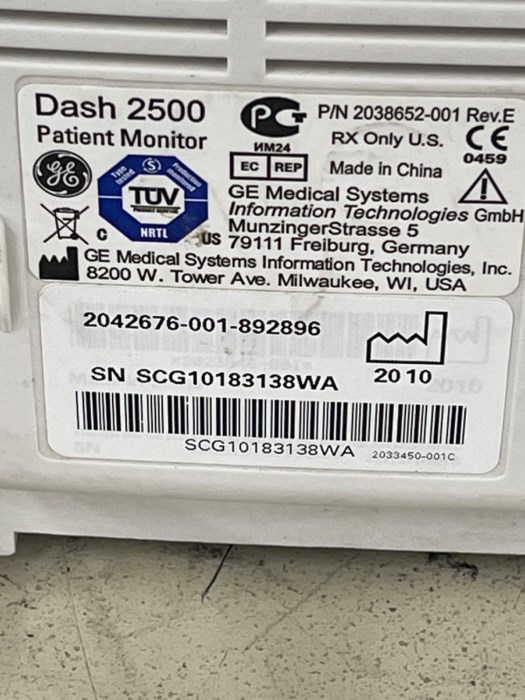 Dash 2500
Patient Monitor
P/N 2038652-001 Rev.E
RX Only U.S.
CE
0459
ИМ24
EC REP
Made in China
GE
TÜV
NRTL
C US
GE Medical Systems
Information Technologies GmbH
MunzingerStrasse 5
79111 Freiburg, Germany
GE Medical Systems Information Technologies, Inc.
8200 W. Tower Ave. Milwaukee, WI, USA
2042676-001-892896
SN SCG10183138WA
2010
SCG10183138WA
2033450-001C